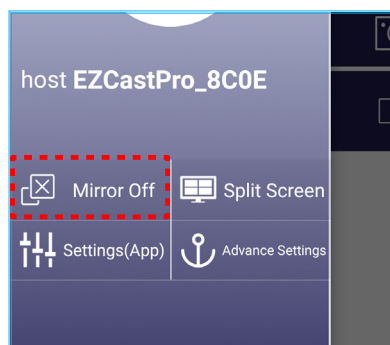 host EZCastPro_8C0E
Mirror Off
Split Screen
Settings(App)
Advance Settings